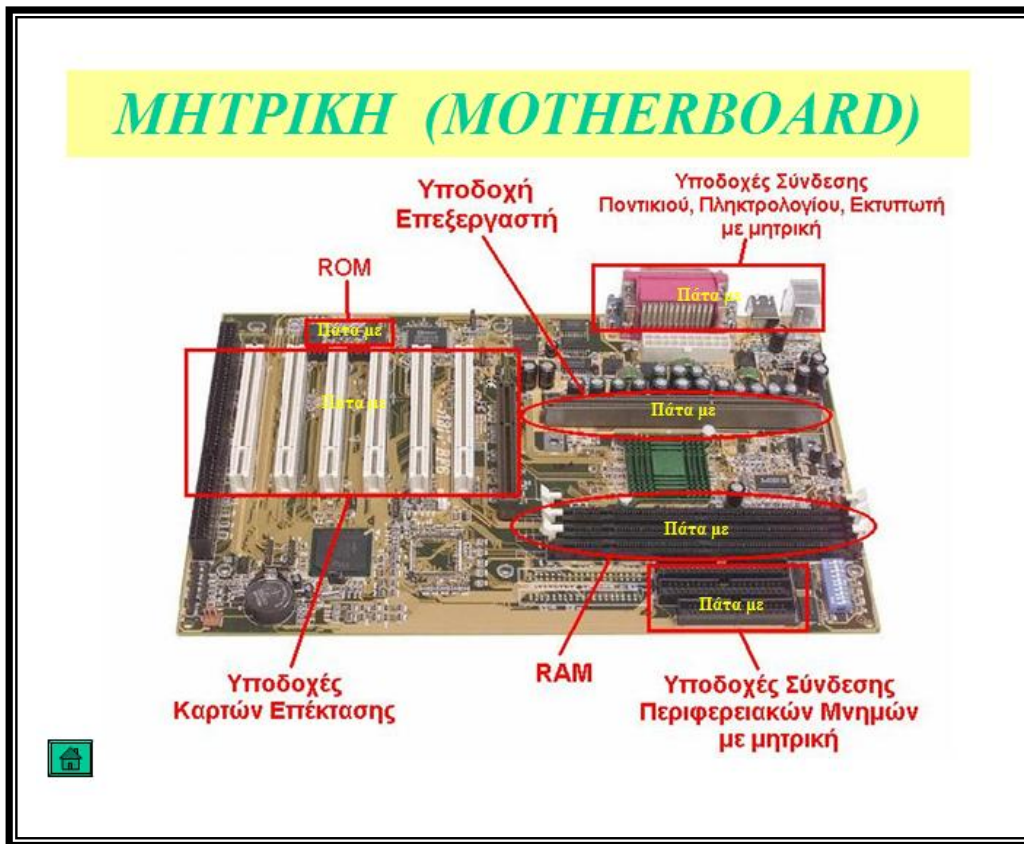 ΜΗΤΡΙΚΗ (MOTHERBOARD)
Υποδοχή
Επεξεργαστή
Υποδοχές Σύνδεσης
Ποντικιού, Πληκτρολογίου, Εκτυπωτή
με μητρική
ROM
Πάτα με
Πάτα με
Πάτα με
Πάτα με
Πάτα με
Πάτα με
Υποδοχές
Καρτών Επέκτασης
RAM
Υποδοχές Σύνδεσης
Περιφερειακών Μνημών
με μητρική